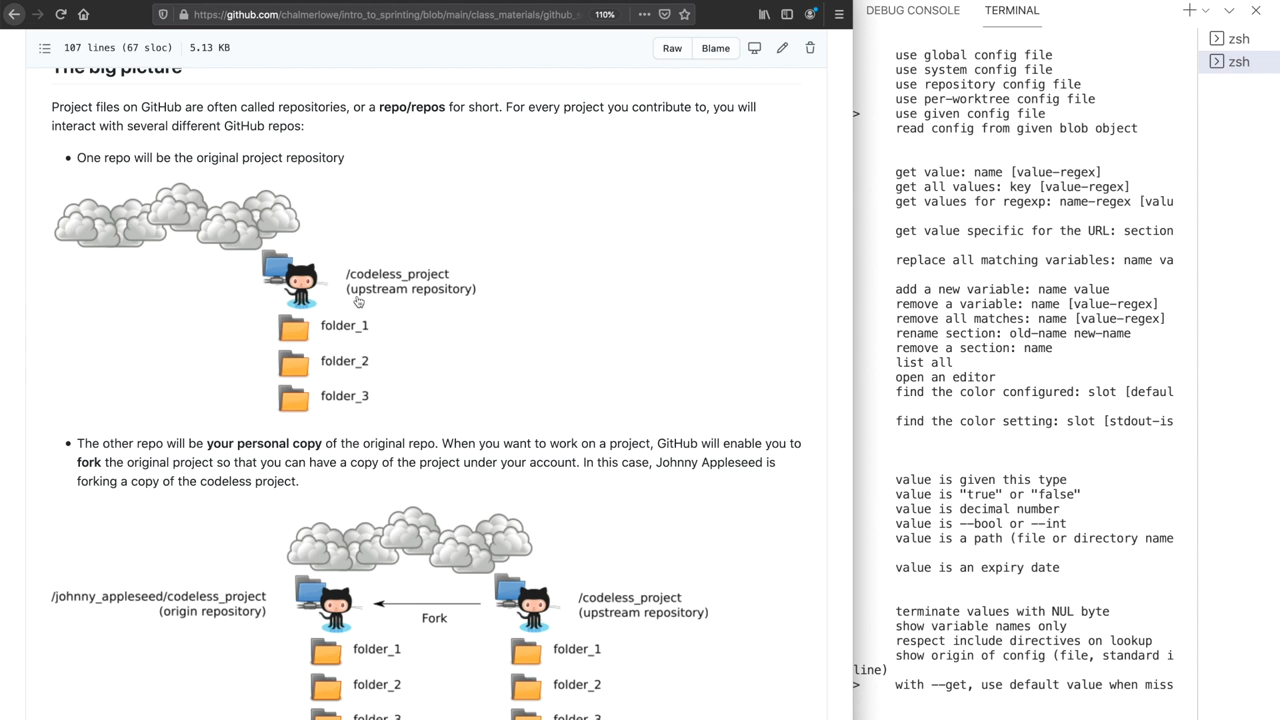 https://github.com/chalmerlowe/intro_to_sprinting/blob/main/class_materials/github_s
110%
107 lines (67 sloc) 5.13 KB
Raw
Blame
The big picture
Project files on GitHub are often called repositories, or a repo/repos for short. For every project you contribute to, you will
interact with several different GitHub repos:
One repo will be the original project repository
/codeless_project
(upstream repository)
folder_1
folder_2
folder_3
The other repo will be your personal copy of the original repo. When you want to work on a project, GitHub will enable you to
fork the original project so that you can have a copy of the project under your account. In this case, Johnny Appleseed is
forking a copy of the codeless project.
/johnny_appleseed/codeless_project
(origin repository)
Fork
/codeless_project
(upstream repository)
folder_1
folder_1
folder_2
folder_2
folder_3
folder_3
DEBUG CONSOLE
TERMINAL
zsh
zsh
use global config file
use system config file
use repository config file
use per-worktree config file
> use given config file
read config from given blob object
get value: name [value-regex]
get all values: key [value-regex]
get values for regexp: name-regex [valu
get value specific for the URL: section
replace all matching variables: name va
add a new variable: name value
remove a variable: name [value-regex]
remove all matches: name [value-regex]
rename section: old-name new-name
remove a section: name
list all
open an editor
find the color configured: slot [defaul
find the color setting: slot [stdout-is
value is given this type
value is "true" or "false"
value is decimal number
value is --bool or --int
value is a path (file or directory name
value is an expiry date
terminate values with NUL byte
show variable names only
respect include directives on lookup
show origin of config (file, standard i
line)
> with --get, use default value when miss